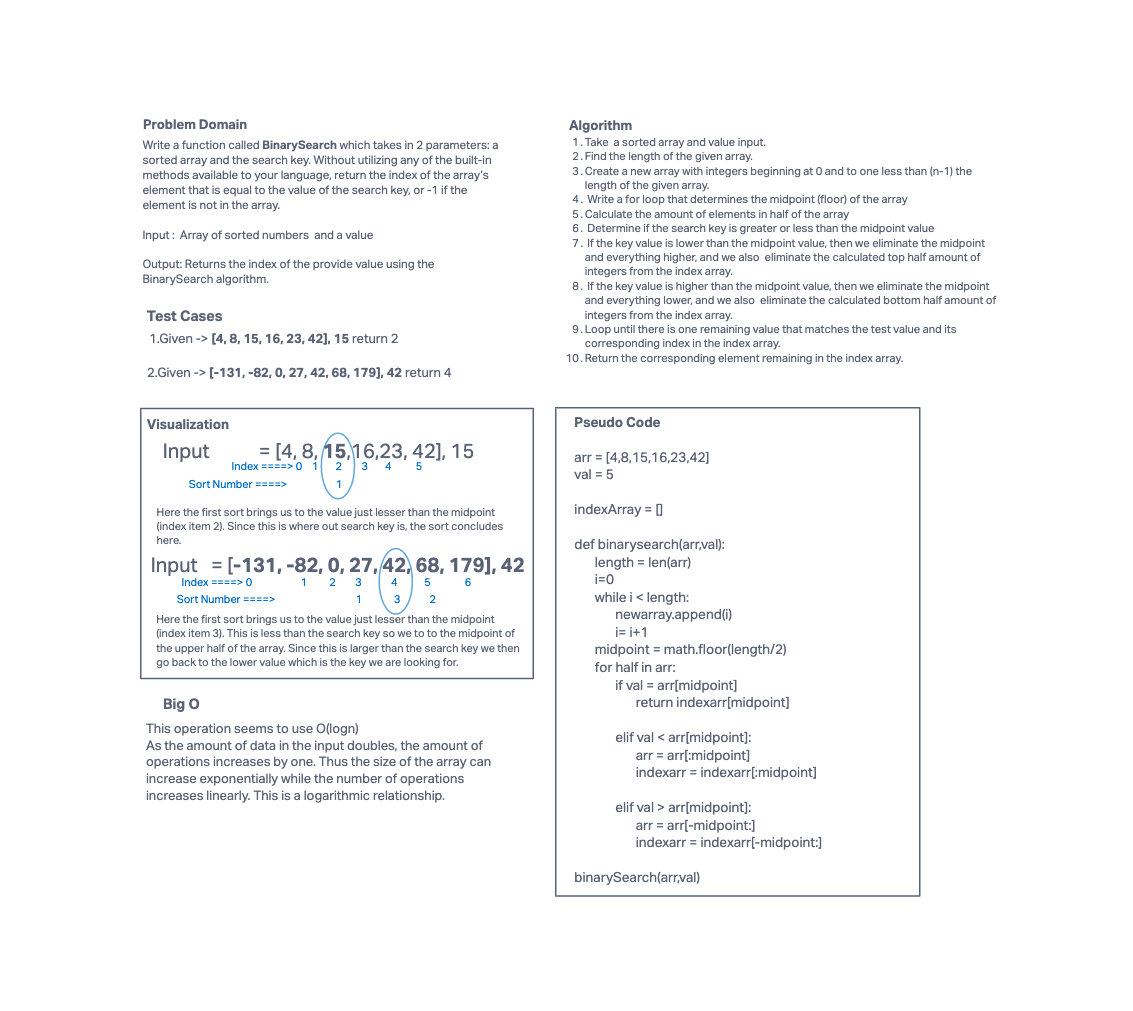 Problem Domain
Write a function called BinarySearch which takes in 2 parameters: a
sorted array and the search key. Without utilizing any of the built-in
methods available to your language, return the index of the array's
element that is equal to the value of the search key, or -1 if the
element is not in the array.
Input : Array of sorted numbers and a value
Output: Returns the index of the provide value using the
BinarySearch algorithm.
Test Cases
1.Given -> [4, 8, 15, 16, 23, 42], 15 return 2
2.Given -> [-131, -82, 0, 27, 42, 68, 179], 42 return 4
Visualization
Input = [4, 8, 15,16,23, 42], 15
Index ====> 0 1 2 3 4 5
Sort Number ====> 1
Here the first sort brings us to the value just lesser than the midpoint
(index item 2). Since this is where out search key is, the sort concludes
here.
Input = [-131, -82, 0, 27, 42, 68, 179], 42
Index ====> 0 1 2 3 4 5 6
Sort Number ====> 1 3 2
Here the first sort brings us to the value just lesser than the midpoint
(index item 3). This is less than the search key so we to to the midpoint of
the upper half of the array. Since this is larger than the search key we then
go back to the lower value which is the key we are looking for.
Big O
This operation seems to use O(logn)
As the amount of data in the input doubles, the amount of
operations increases by one. Thus the size of the array can
increase exponentially while the number of operations
increases linearly. This is a logarithmic relationship.
Algorithm
1. Take a sorted array and value input.
2. Find the length of the given array.
3. Create a new array with integers beginning at 0 and to one less than (n-1) the
length of the given array.
4. Write a for loop that determines the midpoint (floor) of the array
5. Calculate the amount of elements in half of the array
6. Determine if the search key is greater or less than the midpoint value
7. If the key value is lower than the midpoint value, then we eliminate the midpoint
and everything higher, and we also eliminate the calculated top half amount of
integers from the index array.
8. If the key value is higher than the midpoint value, then we eliminate the midpoint
and everything lower, and we also eliminate the calculated bottom half amount of
integers from the index array.
9. Loop until there is one remaining value that matches the test value and its
corresponding index in the index array.
10. Return the corresponding element remaining in the index array.
Pseudo Code
arr = [4,8,15,16,23,42]
val = 5
indexArray = []
def binarysearch(arr,val):
length = len(arr)
i=0
while i < length:
newarray.append(i)
i= i+1
midpoint = math.floor(length/2)
for half in arr:
if val = arr[midpoint]
return indexarr[midpoint]
elif val < arr[midpoint]:
arr = arr[:midpoint]
indexarr = indexarr[:midpoint]
elif val > arr[midpoint]:
arr = arr[-midpoint:]
indexarr = indexarr[-midpoint:]
binarySearch(arr,val)